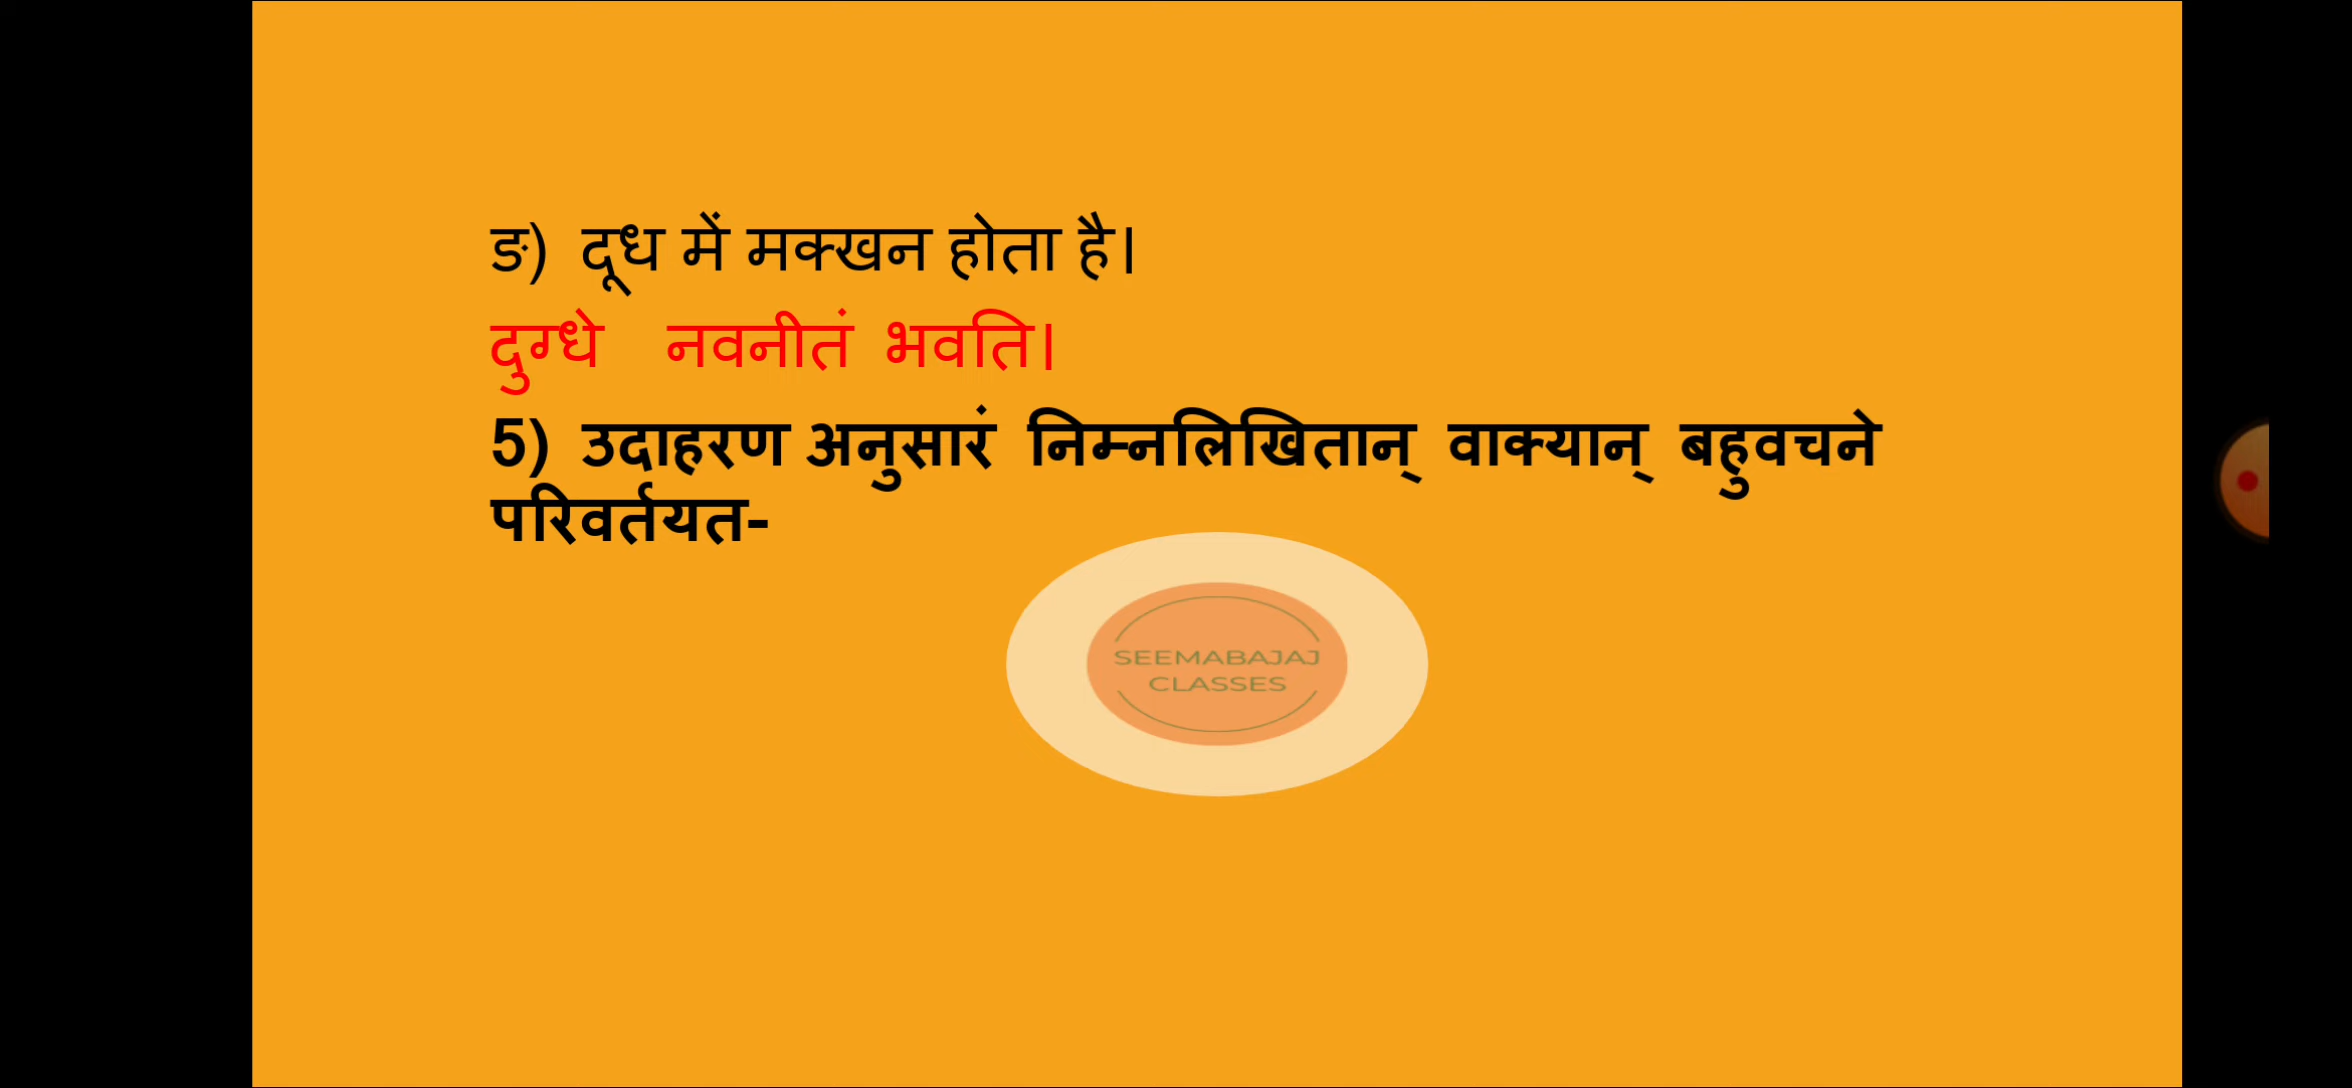 ङ) दूध में मक्खन होता है।
दुग्धे नवनीतं भवति।
5) उदाहरण अनुसारं निम्नलिखितान् वाक्यान् बहुवचने
परिवर्तयत-
SEEMABAJAJ
CLASSES